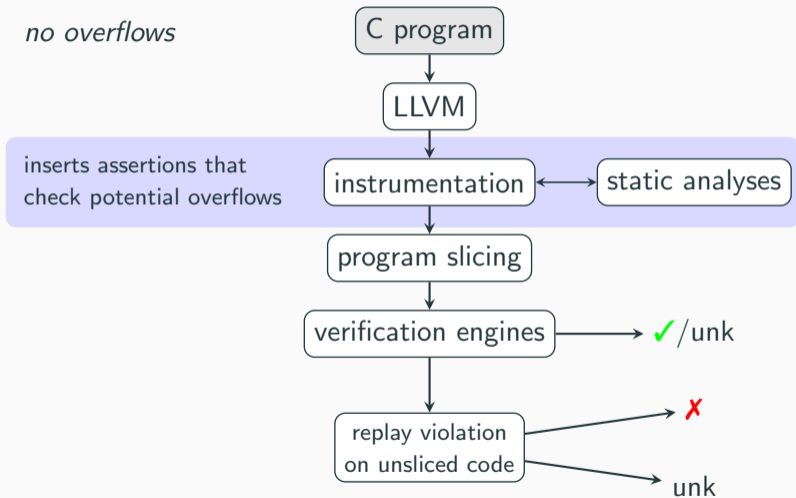 no overflows
C program
LLVM
inserts assertions that
check potential overflows
instrumentation
static analyses
program slicing
verification engines
✓/unk
replay violation
on unsliced code
✗
unk